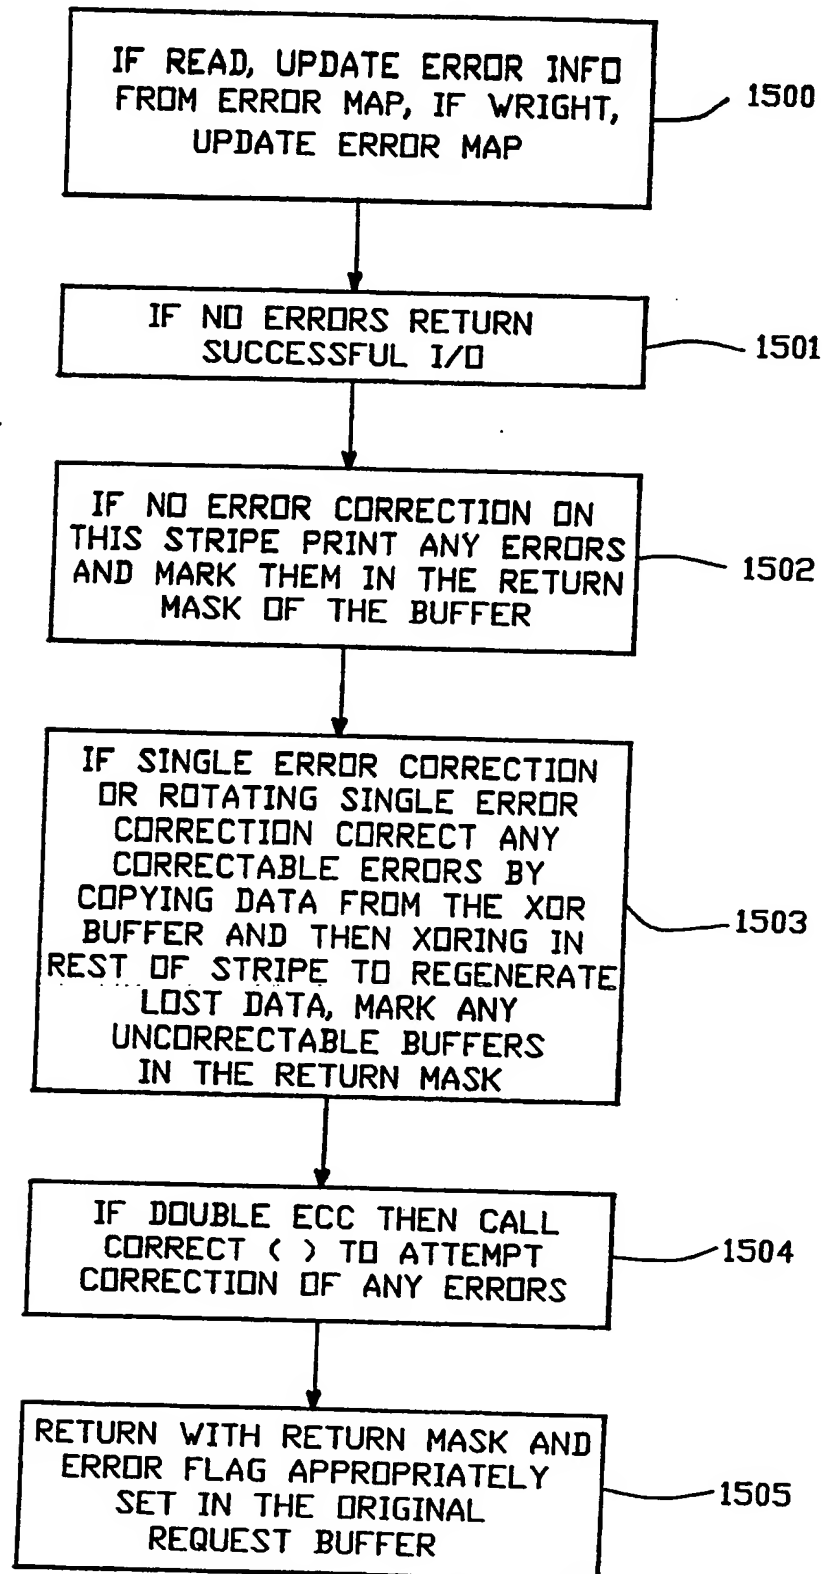 IF READ, UPDATE ERROR INFO
FROM ERROR MAP, IF WRIGHT,
UPDATE ERROR MAP
1500
IF NO ERRORS RETURN
SUCCESSFUL I/O
1501
IF NO ERROR CORRECTION ON
THIS STRIPE PRINT ANY ERRORS
AND MARK THEM IN THE RETURN
MASK OF THE BUFFER
1502
IF SINGLE ERROR CORRECTION
OR ROTATING SINGLE ERROR
CORRECTION CORRECT ANY
CORRECTABLE ERRORS BY
COPYING DATA FROM THE XOR
BUFFER AND THEN XORING IN
REST OF STRIPE TO REGENERATE
LOST DATA, MARK ANY
UNCORRECTABLE BUFFERS
IN THE RETURN MASK
1503
IF DOUBLE ECC THEN CALL
CORRECT ( ) TO ATTEMPT
CORRECTION OF ANY ERRORS
1504
RETURN WITH RETURN MASK AND
ERROR FLAG APPROPRIATELY
SET IN THE ORIGINAL
REQUEST BUFFER
1505